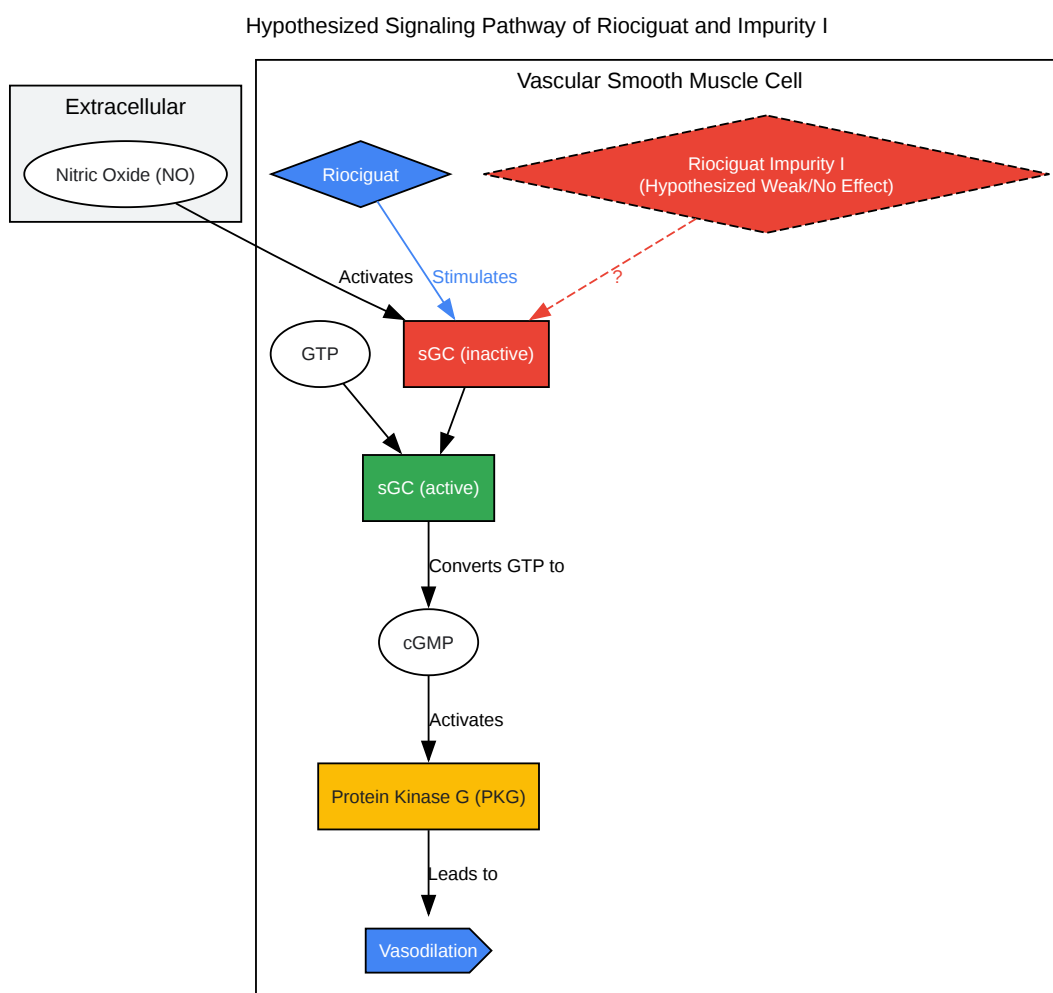 Hypothesized Signaling Pathway of Riociguat and Impurity I
Vascular Smooth Muscle Cell
Extracellular
Nitric Oxide (NO)
Riociguat
Riociguat Impurity I
(Hypothesized Weak/No Effect)
Activates
Stimulates
?
GTP
sGC (inactive)
sGC (active)
Converts GTP to
cGMP
Activates
Protein Kinase G (PKG)
Leads to
Vasodilation